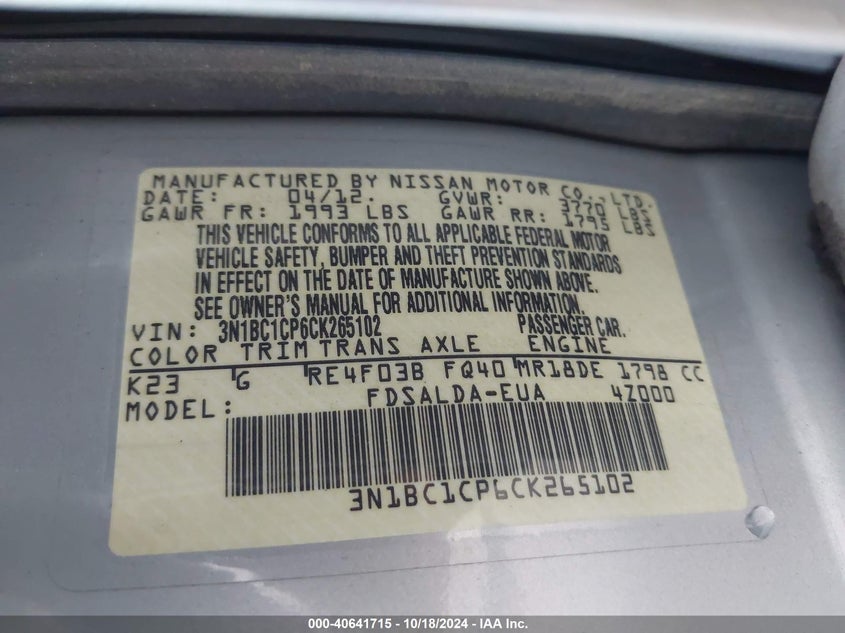 MANUFACTURED BY NISSAN MOTOR CO., LTD.
DATE: 04/12. GVWR: 3770 LBS
GAWR FR: 1993 LBS GAWR RR: 1795 LBS
THIS VEHICLE CONFORMS TO ALL APPLICABLE FEDERAL MOTOR
VEHICLE SAFETY, BUMPER AND THEFT PREVENTION STANDARDS
IN EFFECT ON THE DATE OF MANUFACTURE SHOWN ABOVE.
SEE OWNER'S MANUAL FOR ADDITIONAL INFORMATION.
VIN: 3N1BC1CP6CK265102 PASSENGER CAR.
COLOR TRIM TRANS AXLE ENGINE
K23 G RE4F03B FQ40 MR18DE 1798 CC
MODEL: FDSALDA-EUA 4Z000
3N1BC1CP6CK265102
000-40641715 - 10/18/2024 - IAA Inc.